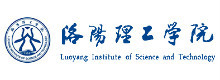 洛陽理工學院
Luoyang Institute of Science and Technology